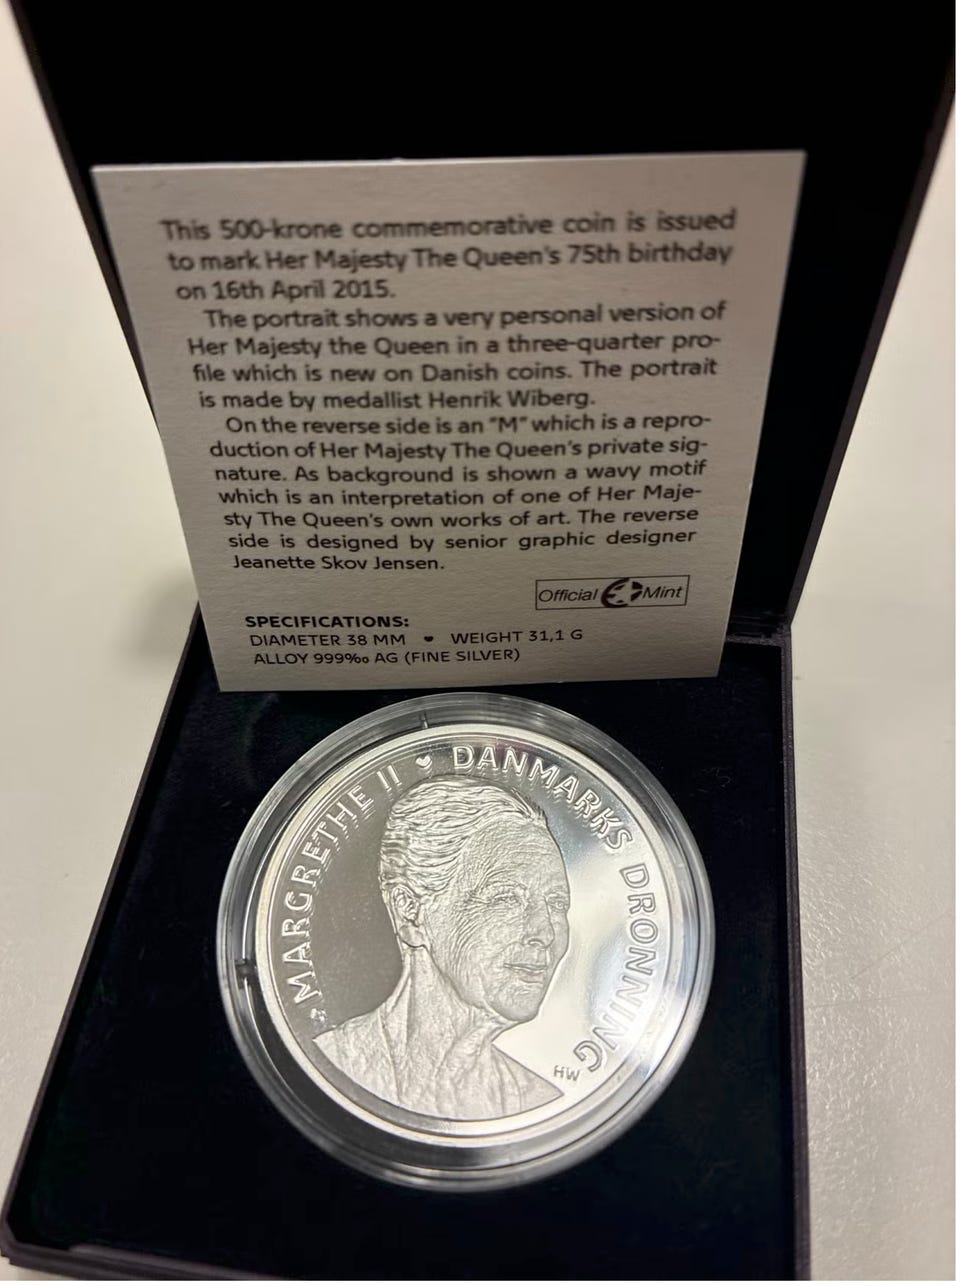 This 500-krone commemorative coin is issued
to mark Her Majesty The Queen's 75th birthday
on 16th April 2015.
The portrait shows a very personal version of
Her Majesty the Queen in a three-quarter pro-
file which is new on Danish coins. The portrait
is made by medallist Henrik Wiberg.
On the reverse side is an "M" which is a repro-
duction of Her Majesty The Queen's private sig-
nature. As background is shown a wavy motif
which is an interpretation of one of Her Maje-
sty The Queen's own works of art. The reverse
side is designed by senior graphic designer
Jeanette Skov Jensen.
Official Mint
SPECIFICATIONS:
DIAMETER 38 MM ♥ WEIGHT 31,1 G
ALLOY 999‰ AG (FINE SILVER)
MARGRETHE II ♥ DANMARKS DRONNING
HW